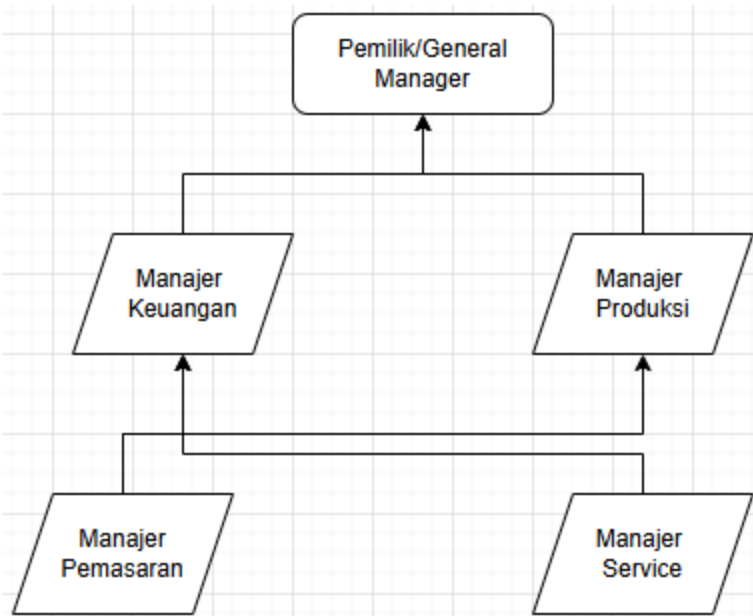 Pemilik/General
Manager
Manajer
Keuangan
Manajer
Produksi
Manajer
Pemasaran
Manajer
Service